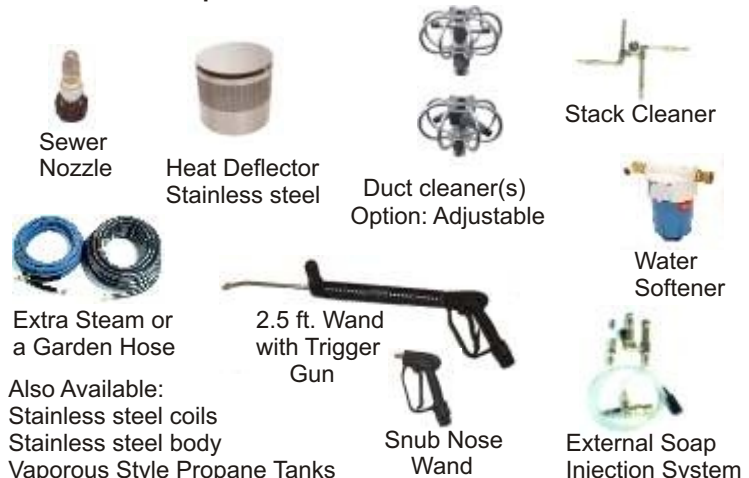 Sewer
Nozzle
Heat Deflector
Stainless steel
Duct cleaner(s)
Option: Adjustable
Stack Cleaner
Water
Softener
Extra Steam or
a Garden Hose
2.5 ft. Wand
with Trigger
Gun
Snub Nose
Wand
External Soap
Injection System
Also Available:
Stainless steel coils
Stainless steel body
Vaporous Style Propane Tanks